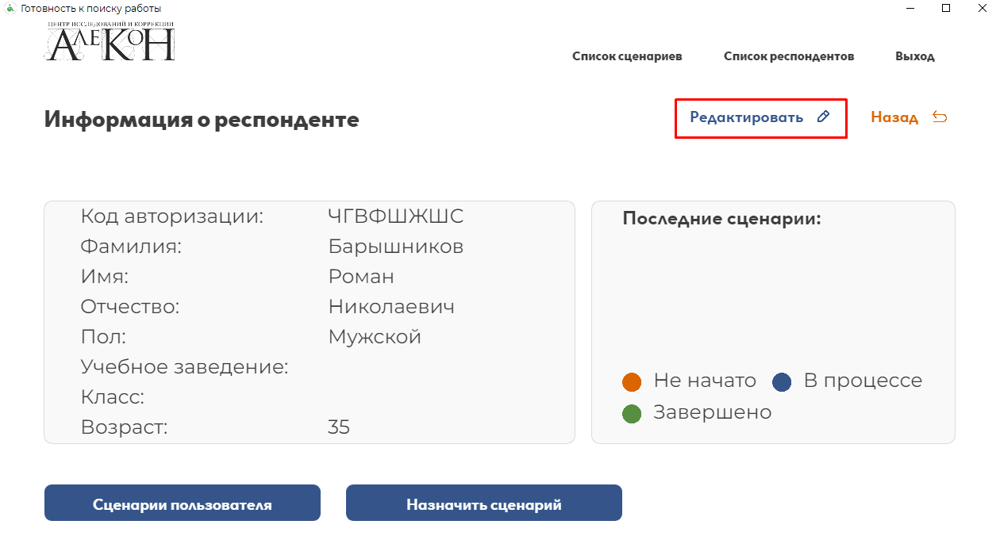 Готовность к поиску работы
ЦЕНТР ИССЛЕДОВАНИЙ И КОРРЕКЦИИ
АЛЕКОН
Список сценариев Список респондентов Выход
Информация о респонденте
Редактировать Назад
Код авторизации: ЧГВФШЖШС
Фамилия: Барышников
Имя: Роман
Отчество: Николаевич
Пол: Мужской
Учебное заведение:
Класс:
Возраст: 35
Последние сценарии:
Не начато В процессе
Завершено
Сценарии пользователя Назначить сценарий